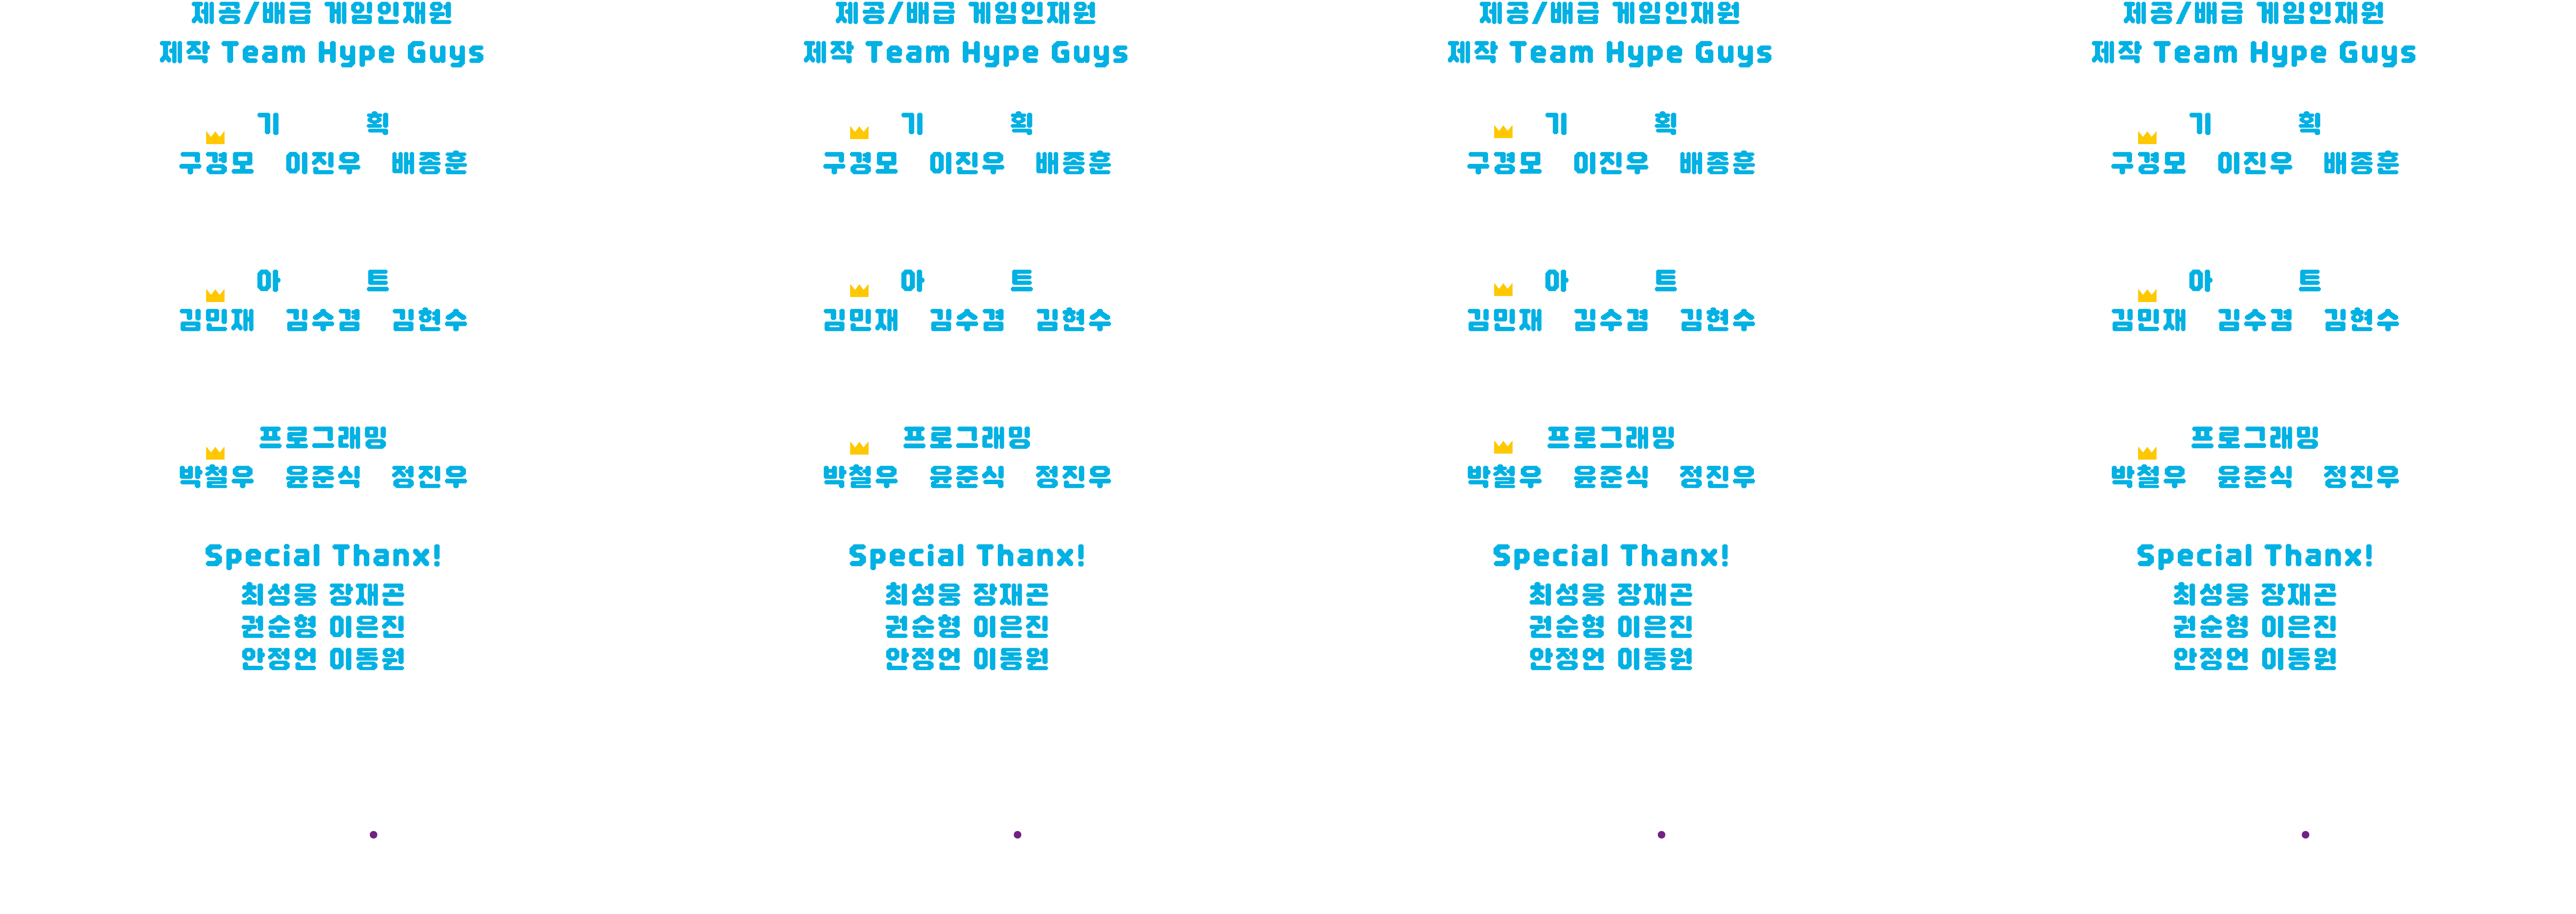 제공/배급 게임인재원
제작 Team Hype Guys
기 획
구경모 이진우 배종훈
아 트
김민재 김수겸 김현수
프로그래밍
박철우 윤준식 정진우
Special Thanx!
최성웅 장재곤
권순형 이은진
안정언 이동원
제공/배급 게임인재원
제작 Team Hype Guys
기 획
구경모 이진우 배종훈
아 트
김민재 김수겸 김현수
프로그래밍
박철우 윤준식 정진우
Special Thanx!
최성웅 장재곤
권순형 이은진
안정언 이동원
제공/배급 게임인재원
제작 Team Hype Guys
기 획
구경모 이진우 배종훈
아 트
김민재 김수겸 김현수
프로그래밍
박철우 윤준식 정진우
Special Thanx!
최성웅 장재곤
권순형 이은진
안정언 이동원
제공/배급 게임인재원
제작 Team Hype Guys
기 획
구경모 이진우 배종훈
아 트
김민재 김수겸 김현수
프로그래밍
박철우 윤준식 정진우
Special Thanx!
최성웅 장재곤
권순형 이은진
안정언 이동원